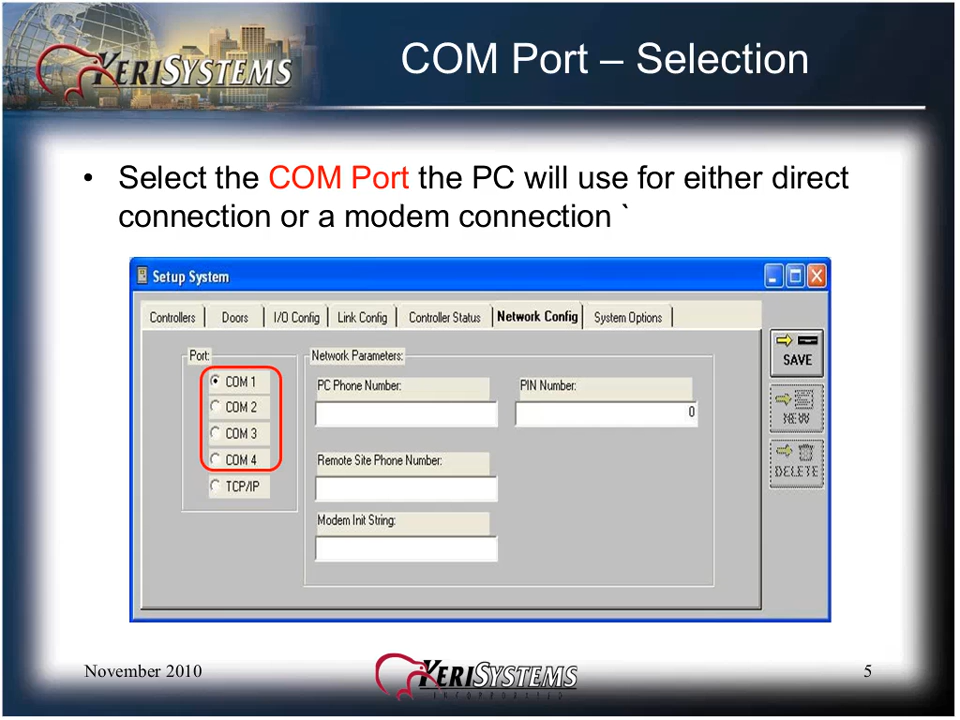 KERISYSTEMS
COM Port – Selection
• Select the COM Port the PC will use for either direct
connection or a modem connection `
Setup System
Controllers Doors I/O Config Link Config Controller Status Network Config System Options
Port:
COM 1
COM 2
COM 3
COM 4
TCP/IP
Network Parameters:
PC Phone Number:
PIN Number:
0
Remote Site Phone Number:
Modem Init String:
SAVE
NEW
DELETE
November 2010
KERISYSTEMS
INCORPORATED
5